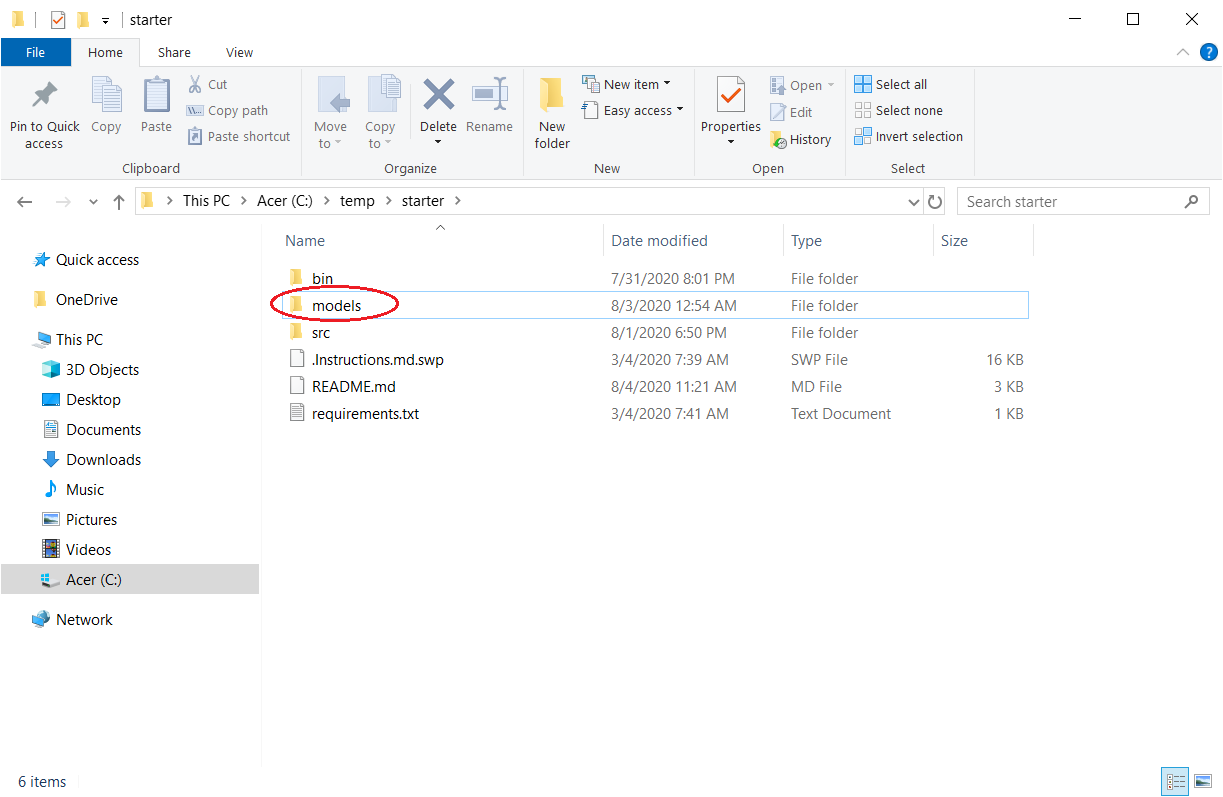 starter
File Home Share View
Pin to Quick access
Copy
Paste
Cut
Copy path
Paste shortcut
Clipboard
Move to
Copy to
Delete
Rename
Organize
New folder
New item
Easy access
New
Properties
Open
Edit
History
Open
Select all
Select none
Invert selection
Select
This PC > Acer (C:) > temp > starter >
Search starter
Quick access
OneDrive
This PC
3D Objects
Desktop
Documents
Downloads
Music
Pictures
Videos
Acer (C:)
Network
Name Date modified Type Size
bin 7/31/2020 8:01 PM File folder
models 8/3/2020 12:54 AM File folder
src 8/1/2020 6:50 PM File folder
.Instructions.md.swp 3/4/2020 7:39 AM SWP File 16 KB
README.md 8/4/2020 11:21 AM MD File 3 KB
requirements.txt 3/4/2020 7:41 AM Text Document 1 KB
6 items